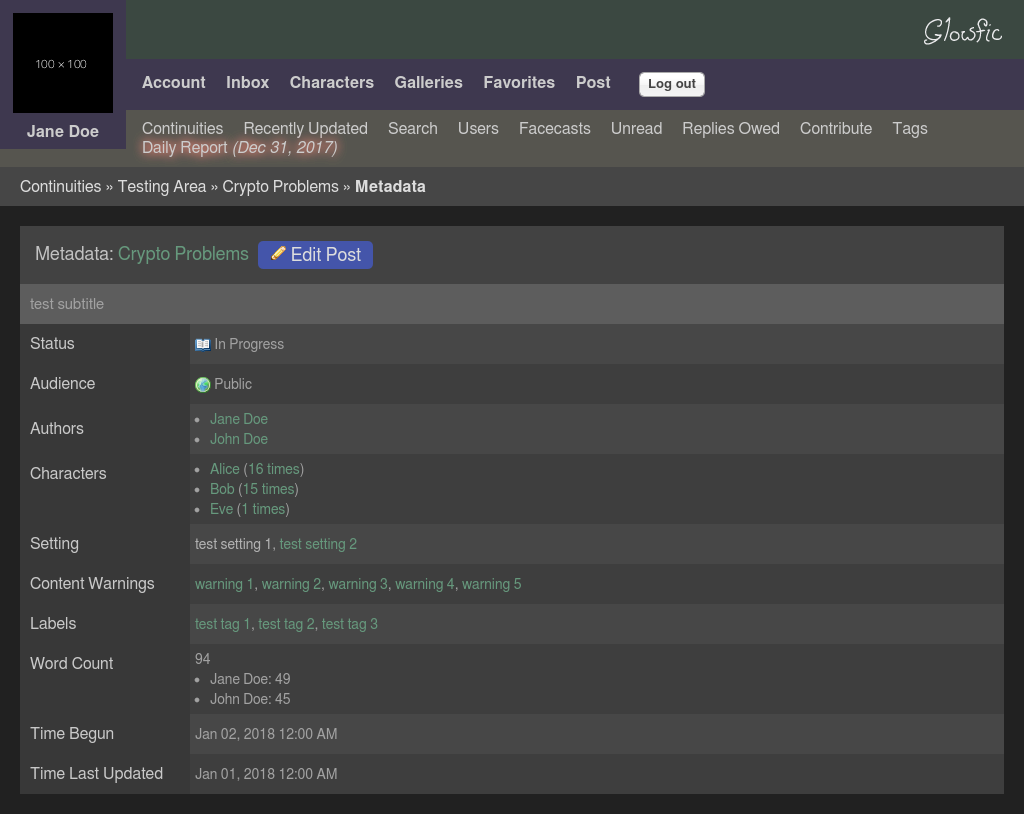 100 × 100
Glowfic
Account Inbox Characters Galleries Favorites Post Log out
Jane Doe
Continuities Recently Updated Search Users Facecasts Unread Replies Owed Contribute Tags
Daily Report (Dec 31, 2017)
Continuities » Testing Area » Crypto Problems » Metadata
Metadata: Crypto Problems Edit Post
test subtitle
Status In Progress
Audience Public
Authors
• Jane Doe
• John Doe
Characters
• Alice (16 times)
• Bob (15 times)
• Eve (1 times)
Setting test setting 1, test setting 2
Content Warnings warning 1, warning 2, warning 3, warning 4, warning 5
Labels test tag 1, test tag 2, test tag 3
Word Count 94
• Jane Doe: 49
• John Doe: 45
Time Begun Jan 02, 2018 12:00 AM
Time Last Updated Jan 01, 2018 12:00 AM